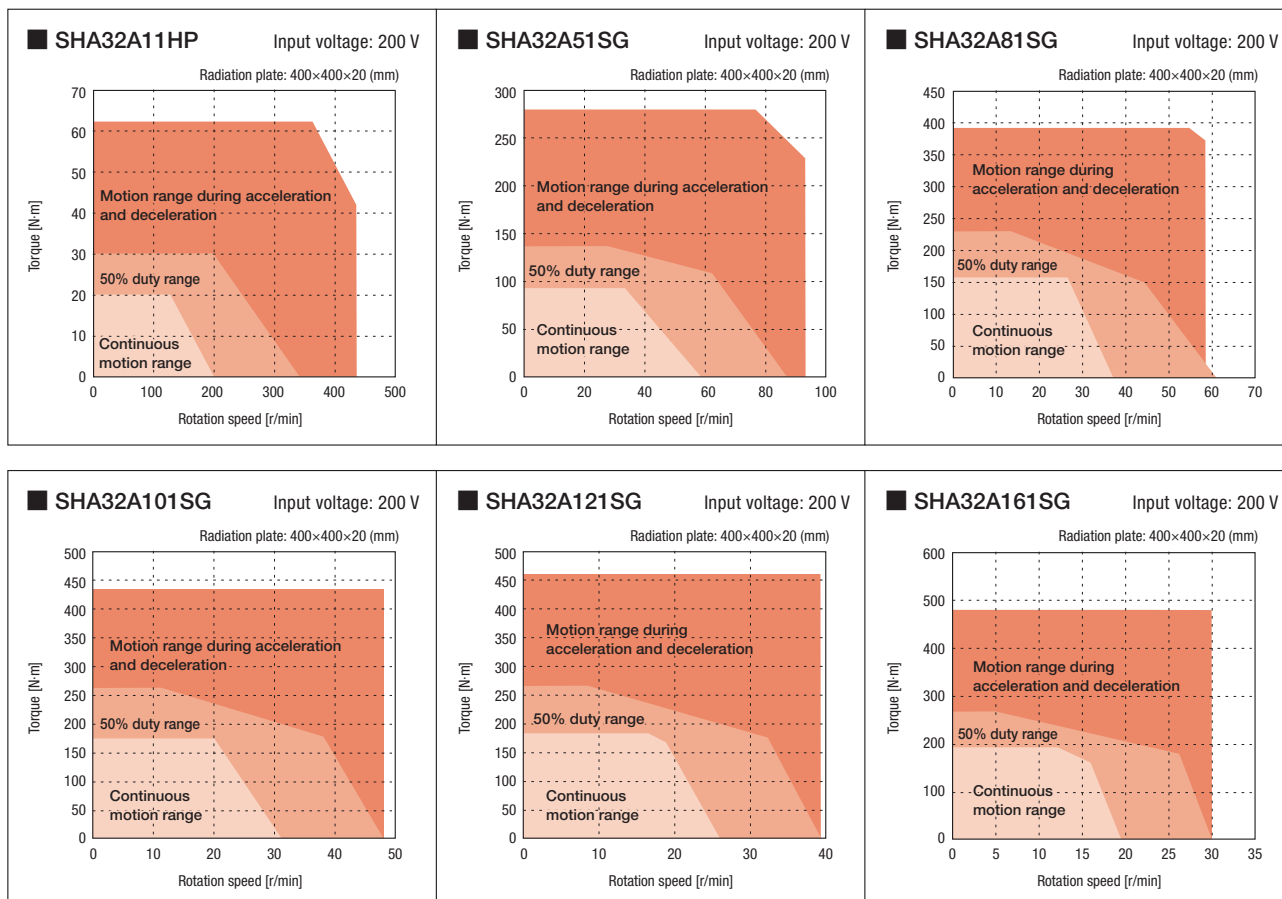 ■ SHA32A11HP Input voltage: 200 V
Radiation plate: 400×400×20 (mm)
70
60
50
40
30
20
10
0
Torque [N·m]
Motion range during acceleration
and deceleration
50% duty range
Continuous
motion range
0 100 200 300 400 500
Rotation speed [r/min]
■ SHA32A51SG Input voltage: 200 V
Radiation plate: 400×400×20 (mm)
300
250
200
150
100
50
0
Torque [N·m]
Motion range during acceleration
and deceleration
50% duty range
Continuous
motion range
0 20 40 60 80 100
Rotation speed [r/min]
■ SHA32A81SG Input voltage: 200 V
Radiation plate: 400×400×20 (mm)
450
400
350
300
250
200
150
100
50
0
Torque [N·m]
Motion range during
acceleration and deceleration
50% duty range
Continuous
motion range
0 10 20 30 40 50 60 70
Rotation speed [r/min]
■ SHA32A101SG Input voltage: 200 V
Radiation plate: 400×400×20 (mm)
500
450
400
350
300
250
200
150
100
50
0
Torque [N·m]
Motion range during acceleration
and deceleration
50% duty range
Continuous
motion range
0 10 20 30 40 50
Rotation speed [r/min]
■ SHA32A121SG Input voltage: 200 V
Radiation plate: 400×400×20 (mm)
500
450
400
350
300
250
200
150
100
50
0
Torque [N·m]
Motion range during
acceleration and deceleration
50% duty range
Continuous
motion range
0 10 20 30 40
Rotation speed [r/min]
■ SHA32A161SG Input voltage: 200 V
Radiation plate: 400×400×20 (mm)
600
500
400
300
200
100
0
Torque [N·m]
Motion range during
acceleration and deceleration
50% duty range
Continuous
motion range
0 5 10 15 20 25 30 35
Rotation speed [r/min]